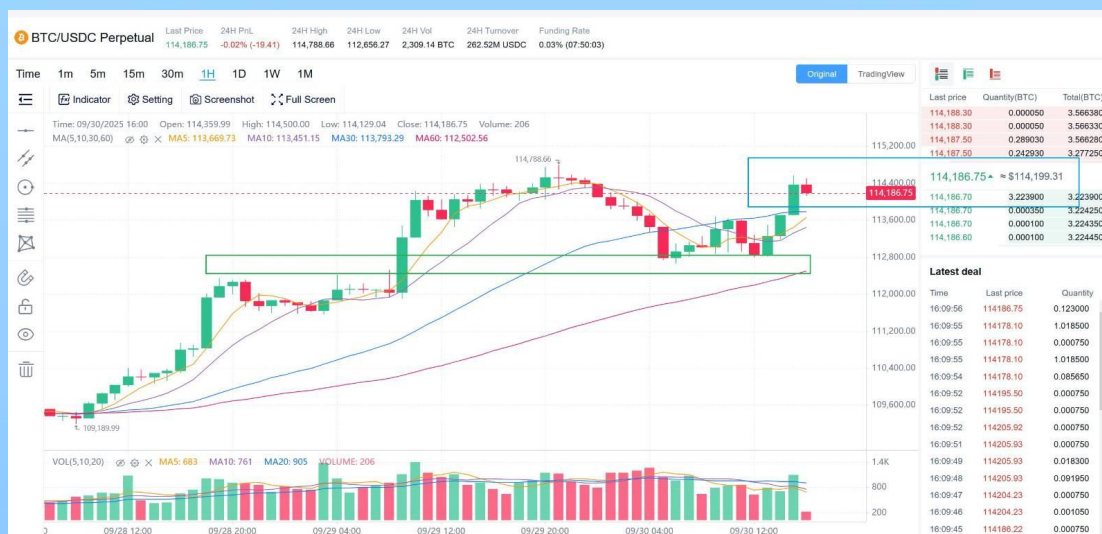 BTC/USDC Perpetual
Last Price 24H PnL 24H High 24H Low 24H Vol 24H Turnover Funding Rate
114,186.75 -0.02% (-19.41) 114,788.66 112,656.27 2,309.14 BTC 262.52M USDC 0.03% (07:50:03)
Time 1m 5m 15m 30m 1H 1D 1W 1M Original TradingView
Indicator Setting Screenshot Full Screen
Time: 09/30/2025 16:00 Open: 114,359.99 High: 114,500.00 Low: 114,129.04 Close: 114,186.75 Volume: 206
MA(5,10,30,60) MA5: 113,669.73 MA10: 113,451.15 MA30: 113,793.29 MA60: 112,502.56
114,788.66
109,189.99
115,200.00
114,400.00
114,186.75
113,600.00
112,800.00
112,000.00
111,200.00
110,400.00
109,600.00
VOL(5,10,20) MA5: 683 MA10: 761 MA20: 905 VOLUME: 206
1.4K
800
200
09/28 12:00 09/28 20:00 09/29 04:00 09/29 12:00 09/29 20:00 09/30 04:00 09/30 12:00
Last price Quantity(BTC) Total(BTC)
114,188.30 0.000050 3.566380
114,188.30 0.000050 3.566330
114,187.50 0.289030 3.566280
114,187.50 0.242930 3.277250
114,186.75 ≈ $114,199.31
114,186.70 3.223900 3.223900
114,186.70 0.000350 3.224250
114,186.70 0.000100 3.224350
114,186.60 0.000100 3.224450
Latest deal
Time Last price Quantity
16:09:56 114186.75 0.123000
16:09:55 114178.10 1.018500
16:09:55 114178.10 0.000750
16:09:55 114178.10 1.018500
16:09:54 114178.10 0.085650
16:09:52 114195.50 0.000750
16:09:52 114195.50 0.000750
16:09:52 114205.92 0.000750
16:09:51 114205.93 0.000750
16:09:49 114205.93 0.018300
16:09:48 114205.93 0.091950
16:09:47 114204.23 0.000750
16:09:46 114204.23 0.001050
16:09:45 114186.22 0.000750